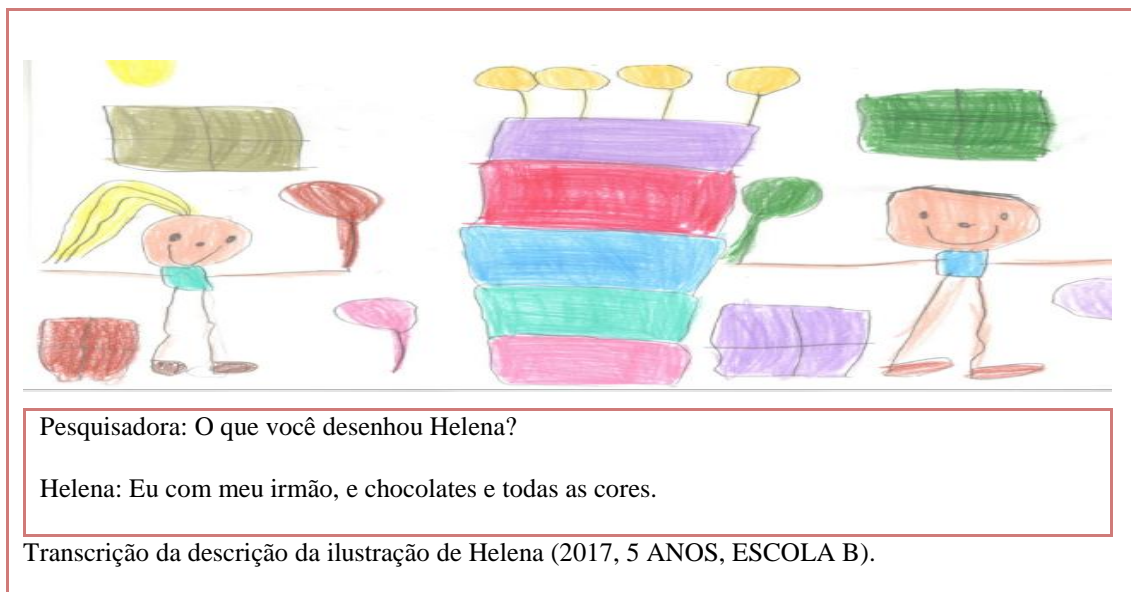 Pesquisadora: O que você desenhou Helena?
Helena: Eu com meu irmão, e chocolates e todas as cores.
Transcrição da descrição da ilustração de Helena (2017, 5 ANOS, ESCOLA B).